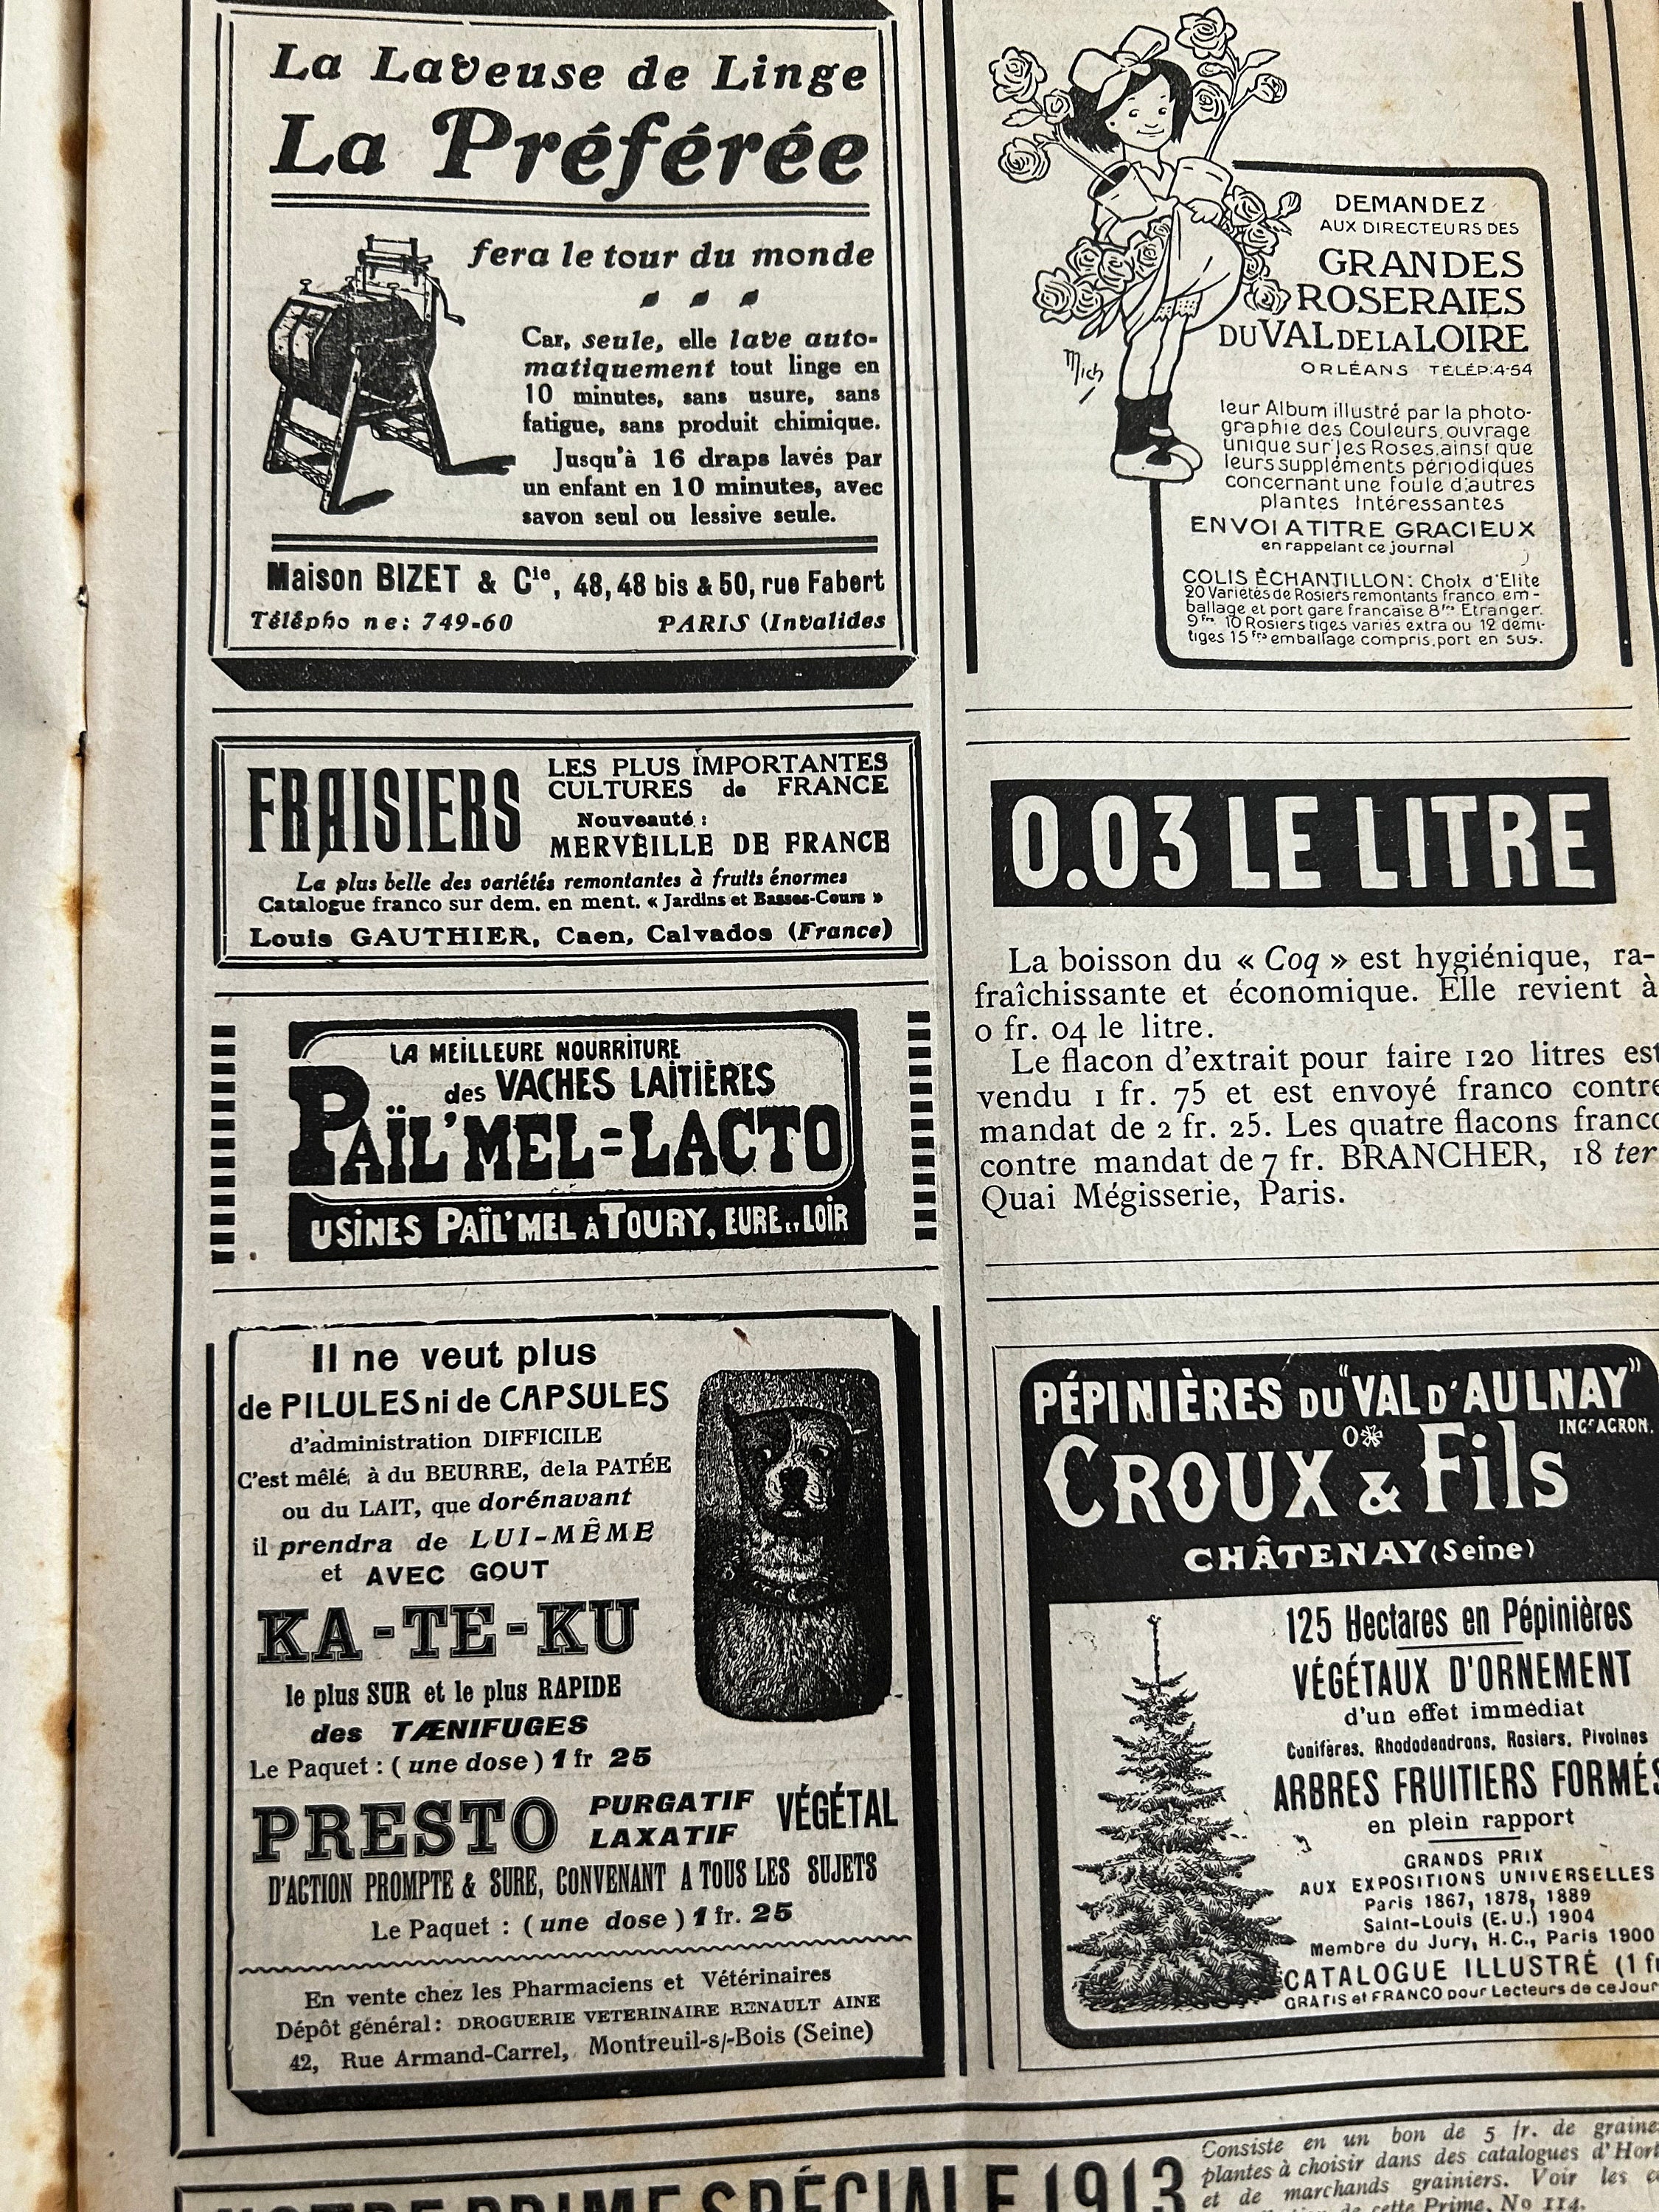 La Laveuse de Linge
La Préférée
fera le tour du monde
Car, seule, elle lave auto-
matiquement tout linge en
10 minutes, sans usure, sans
fatigue, sans produit chimique.
Jusqu'à 16 draps lavés par
un enfant en 10 minutes, avec
savon seul ou lessive seule.
Maison BIZET & Cie, 48, 48 bis & 50, rue Fabert
Téléphone: 749-60 PARIS (Invalides
FRAISIERS
LES PLUS IMPORTANTES
CULTURES de FRANCE
Nouveauté :
MERVEILLE DE FRANCE
La plus belle des variétés remontantes à fruits énormes
Catalogue franco sur dem. en ment. « Jardins et Basses-Cours »
Louis GAUTHIER, Caen, Calvados (France)
LA MEILLEURE NOURRITURE
des VACHES LAITIÈRES
PAÏL'MEL=LACTO
USINES PAÏL'MEL À TOURY, EURE ET LOIR
Il ne veut plus
de PILULES ni de CAPSULES
d'administration DIFFICILE
C'est mêlé à du BEURRE, de la PATÉE
ou du LAIT, que dorénavant
il prendra de LUI-MÊME
et AVEC GOUT
KA-TE-KU
le plus SUR et le plus RAPIDE
des TÆNIFUGES
Le Paquet : (une dose) 1 fr 25
PRESTO PURGATIF VÉGÉTAL
LAXATIF
D'ACTION PROMPTE & SURE, CONVENANT A TOUS LES SUJETS
Le Paquet : (une dose) 1 fr. 25
En vente chez les Pharmaciens et Vétérinaires
Dépôt général : DROGUERIE VETERINAIRE RENAULT AINE
42, Rue Armand-Carrel, Montreuil-s/-Bois (Seine)
Mich
DEMANDEZ
AUX DIRECTEURS DES
GRANDES
ROSERAIES
DU VAL DE LA LOIRE
ORLÉANS TÉLÉP: 4-54
leur Album illustré par la photo-
graphie des Couleurs, ouvrage
unique sur les Roses, ainsi que
leurs suppléments périodiques
concernant une foule d'autres
plantes Intéressantes
ENVOI A TITRE GRACIEUX
en rappelant ce journal
COLIS ÉCHANTILLON: Choix d'Elite
20 Variétés de Rosiers remontants franco em-
ballage et port gare francaise 8frs Etranger.
9frs 10 Rosiers tiges variés extra ou 12 demi-
tiges 15frs emballage compris, port en sus.
0.03 LE LITRE
La boisson du « Coq » est hygiénique, ra-
fraîchissante et économique. Elle revient à
0 fr. 04 le litre.
Le flacon d'extrait pour faire 120 litres est
vendu 1 fr. 75 et est envoyé franco contre
mandat de 2 fr. 25. Les quatre flacons franco
contre mandat de 7 fr. BRANCHER, 18 ter
Quai Mégisserie, Paris.
PÉPINIÈRES DU "VAL D'AULNAY"
INGr AGRON.
CROUX & Fils
CHÂTENAY (Seine)
125 Hectares en Pépinières
VÉGÉTAUX D'ORNEMENT
d'un effet immédiat
Conifères, Rhododendrons, Rosiers, Pivoines
ARBRES FRUITIERS FORMÉS
en plein rapport
GRANDS PRIX
AUX EXPOSITIONS UNIVERSELLES
Paris 1867, 1878, 1889
Saint-Louis (E.U.) 1904
Membre du Jury, H.C., Paris 1900
CATALOGUE ILLUSTRÉ (1 f
GRATIS et FRANCO pour Lecteurs de ce Jour
NOTRE PRIME SPÉCIALE 1913
Consiste en un bon de 5 fr. de graine
plantes à choisir dans des catalogues d'Hort
et de marchands grainiers. Voir les
de cette Prime. No 114.